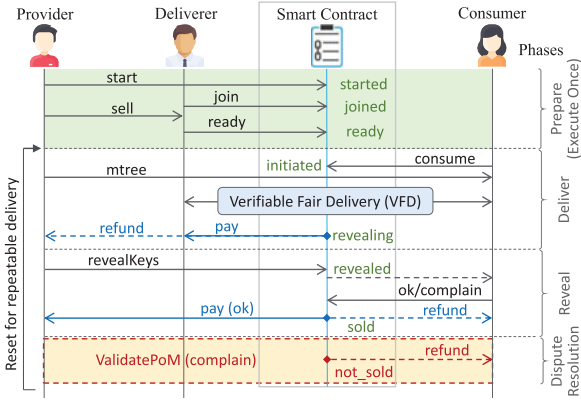 Provider Deliverer Smart Contract Consumer
Phases
start started
sell join joined
ready ready
Prepare
(Execute Once)
initiated consume
mtree
Verifiable Fair Delivery (VFD)
refund pay revealing
Deliver
revealKeys revealed
ok/complain
pay (ok) refund
sold
Reveal
ValidatePoM (complain) refund
not_sold
Dispute
Resolution
Reset for repeatable delivery